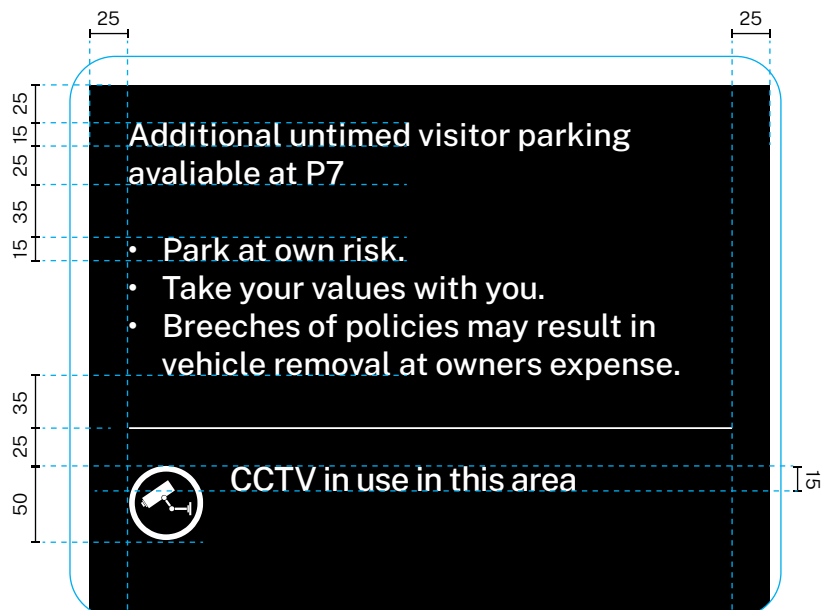 25 25
25
15
25
35
15
35
25
50
Additional untimed visitor parking
avaliable at P7
• Park at own risk.
• Take your values with you.
• Breeches of policies may result in
vehicle removal at owners expense.
CCTV in use in this area
15